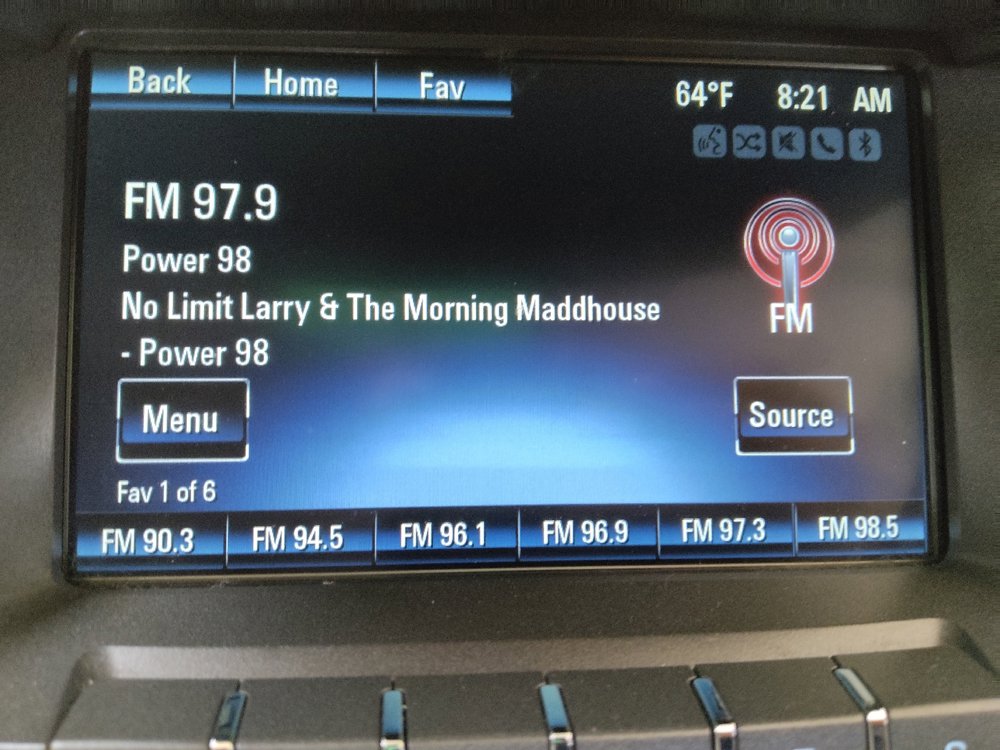 Back Home Fav
64°F 8:21 AM
FM 97.9
Power 98
No Limit Larry & The Morning Maddhouse
- Power 98
FM
Menu
Source
Fav 1 of 6
FM 90.3 FM 94.5 FM 96.1 FM 96.9 FM 97.3 FM 98.5